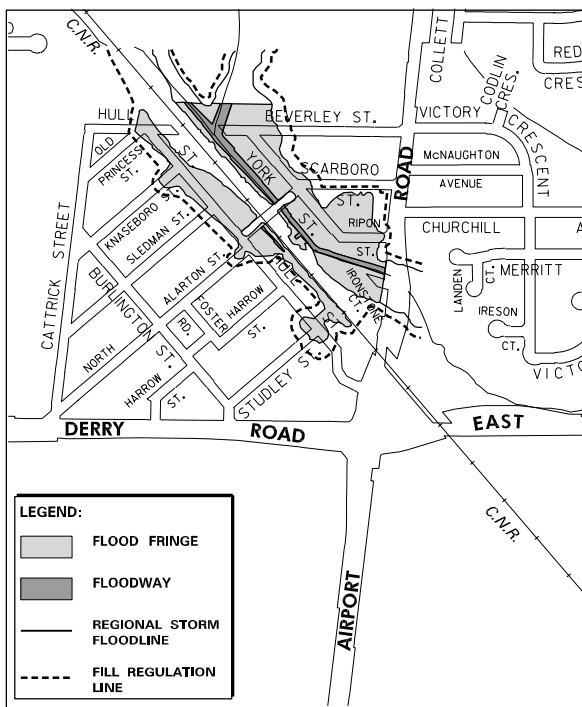 C.N.R.
COLLETT
RED
CRES.
CODLIN
CRES.
HULL
ST.
BEVERLEY ST.
VICTORY
CRESCENT
OLD
PRINCESS
ST.
YORK
ST.
SCARBORO
ST.
ROAD
McNAUGHTON
AVENUE
KNASEBORO ST.
SLEDMAN ST.
RIPON
ST.
CHURCHILL
A
CATTRICK STREET
BURLINGTON
ST.
ALARTON ST.
HULL
S
IRONSTONE
CT.
LANDEN
CT.
MERRITT
FOSTER
RD.
HARROW
ST.
IRESON
CT.
VICTO
NORTH
HARROW
ST.
STUDLEY ST.
DERRY
ROAD
EAST
C.N.R.
AIRPORT
LEGEND:
FLOOD FRINGE
FLOODWAY
REGIONAL STORM
FLOODLINE
FILL REGULATION
LINE